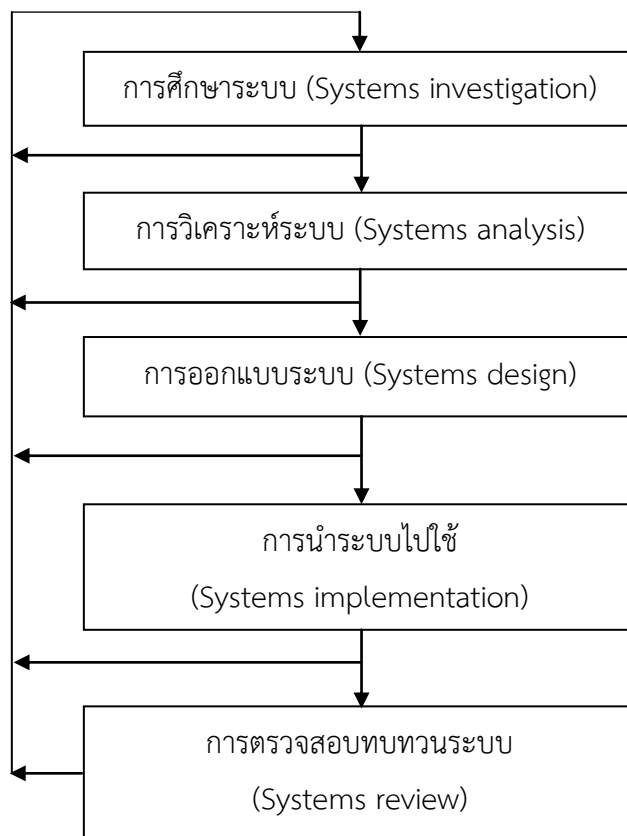 การศึกษาระบบ (Systems investigation)
การวิเคราะห์ระบบ (Systems analysis)
การออกแบบระบบ (Systems design)
การนำระบบไปใช้
(Systems implementation)
การตรวจสอบทบทวนระบบ
(Systems review)